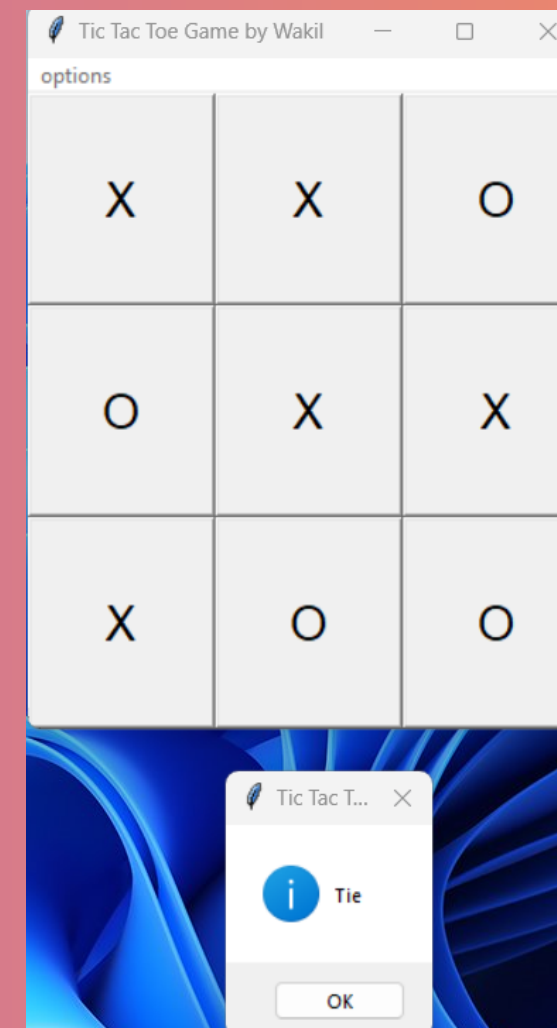 Tic Tac Toe Game by Wakil
options
X X O
O X X
X O O
Tic Tac T...
Tie
OK